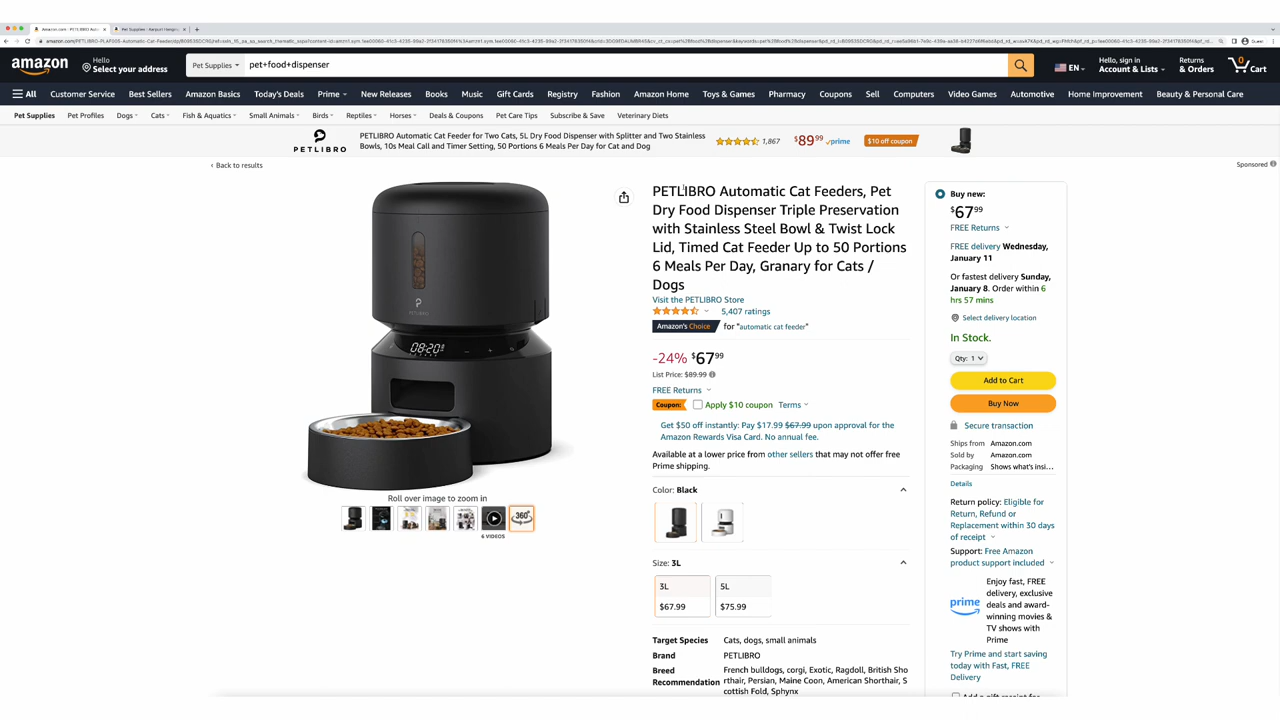 Amazon.com : PETLIBRO Auto
Pet Supplies
amazon
Hello
Select your address
Pet Supplies
pet+food+dispenser
EN
Hello, sign in
Account & Lists
Returns
& Orders
0
Cart
All
Customer Service
Best Sellers
Amazon Basics
Today's Deals
Prime
New Releases
Books
Music
Gift Cards
Registry
Fashion
Amazon Home
Toys & Games
Pharmacy
Coupons
Sell
Computers
Video Games
Automotive
Home Improvement
Beauty & Personal Care
Pet Supplies
Pet Profiles
Dogs
Cats
Fish & Aquatics
Small Animals
Birds
Reptiles
Horses
Deals & Coupons
Pet Care Tips
Subscribe & Save
Veterinary Diets
PETLIBRO
PETLIBRO Automatic Cat Feeder for Two Cats, 5L Dry Food Dispenser with Splitter and Two Stainless
Bowls, 10s Meal Call and Timer Setting, 50 Portions 6 Meals Per Day for Cat and Dog
1,867
$89.99 prime
$10 off coupon
‹ Back to results
Sponsored
PETLIBRO
08:20
Roll over image to zoom in
360°
6 VIDEOS
PETLIBRO Automatic Cat Feeders, Pet
Dry Food Dispenser Triple Preservation
with Stainless Steel Bowl & Twist Lock
Lid, Timed Cat Feeder Up to 50 Portions
6 Meals Per Day, Granary for Cats /
Dogs
Visit the PETLIBRO Store
5,407 ratings
Amazon's Choice for "automatic cat feeder"
-24% $67.99
List Price: $89.99
FREE Returns
Coupon: Apply $10 coupon Terms
Get $50 off instantly: Pay $17.99 $67.99 upon approval for the
Amazon Rewards Visa Card. No annual fee.
Available at a lower price from other sellers that may not offer free
Prime shipping.
Color: Black
Size: 3L
3L
$67.99
5L
$75.99
Target Species Cats, dogs, small animals
Brand PETLIBRO
Breed
Recommendation
French bulldogs, corgi, Exotic, Ragdoll, British Sho
rthair, Persian, Maine Coon, American Shorthair, S
cottish Fold, Sphynx
Buy new:
$67.99
FREE Returns
FREE delivery Wednesday,
January 11
Or fastest delivery Sunday,
January 8. Order within 6
hrs 57 mins
Select delivery location
In Stock.
Qty: 1
Add to Cart
Buy Now
Secure transaction
Ships from Amazon.com
Sold by Amazon.com
Packaging Shows what's insi...
Details
Return policy: Eligible for
Return, Refund or
Replacement within 30 days
of receipt
Support: Free Amazon
product support included
prime
Enjoy fast, FREE
delivery, exclusive
deals and award-
winning movies &
TV shows with
Prime
Try Prime and start saving
today with Fast, FREE
Delivery